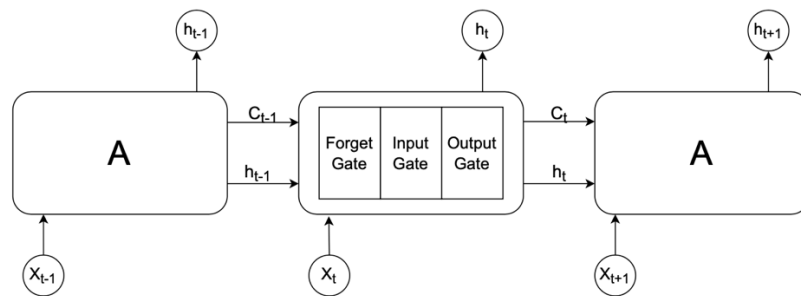 h_{t-1}
h_t
h_{t+1}
A
C_{t-1}
h_{t-1}
Forget Gate
Input Gate
Output Gate
C_t
h_t
A
X_{t-1}
X_t
X_{t+1}